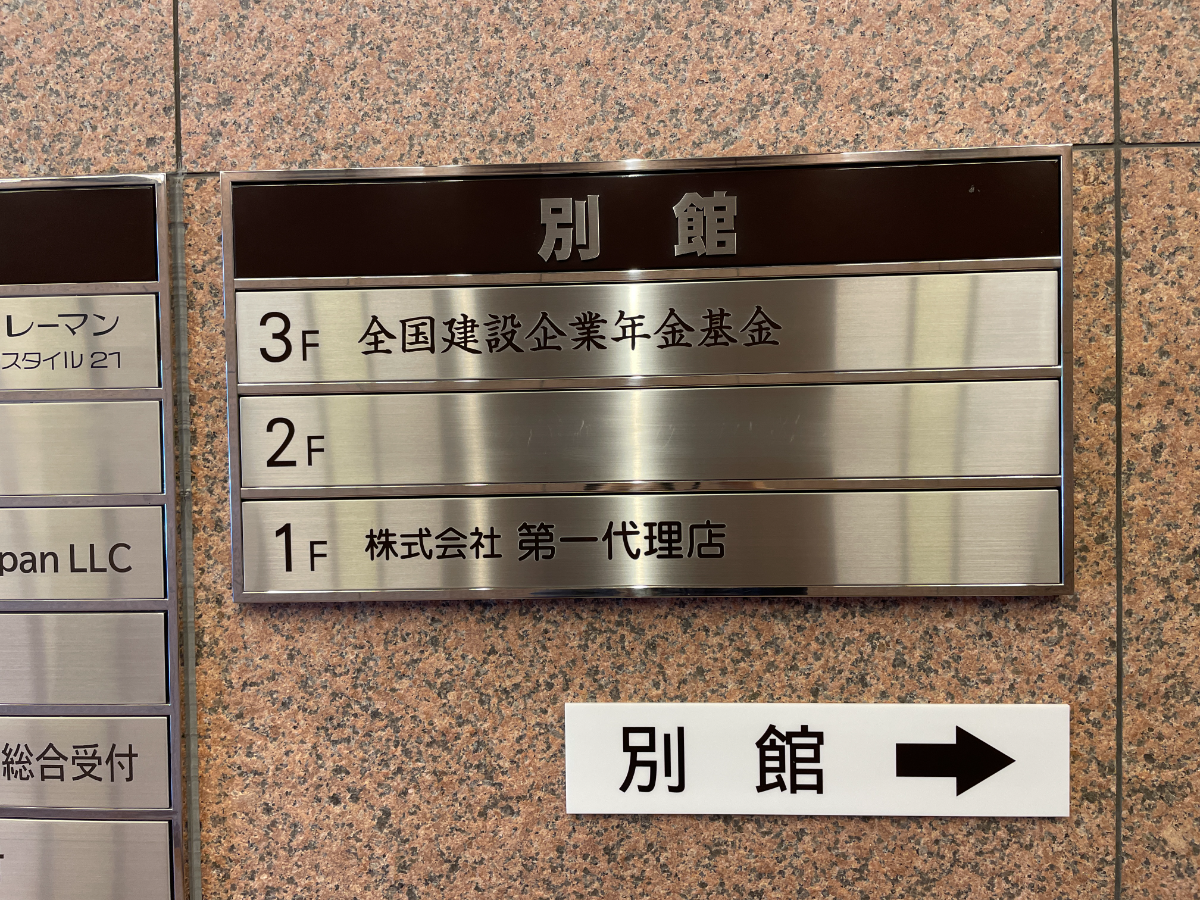 レーマン
スタイル21
pan LLC
総合受付
別 館
3F 全国建設企業年金基金
2F
1F 株式会社 第一代理店
別 館 →